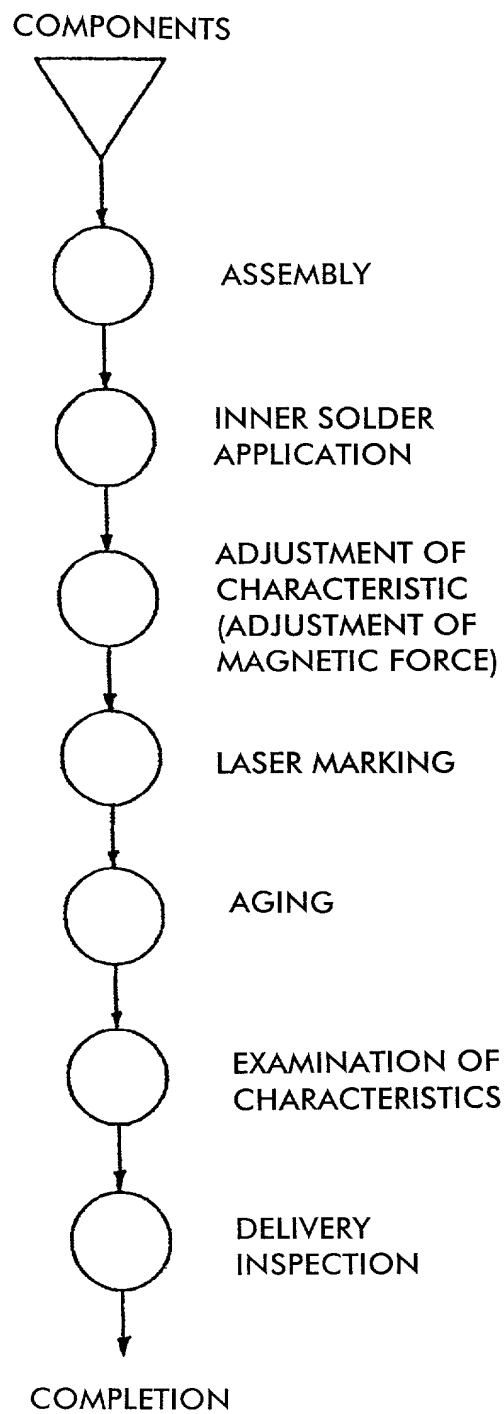 COMPONENTS
ASSEMBLY
INNER SOLDER
APPLICATION
ADJUSTMENT OF
CHARACTERISTIC
(ADJUSTMENT OF
MAGNETIC FORCE)
LASER MARKING
AGING
EXAMINATION OF
CHARACTERISTICS
DELIVERY
INSPECTION
COMPLETION